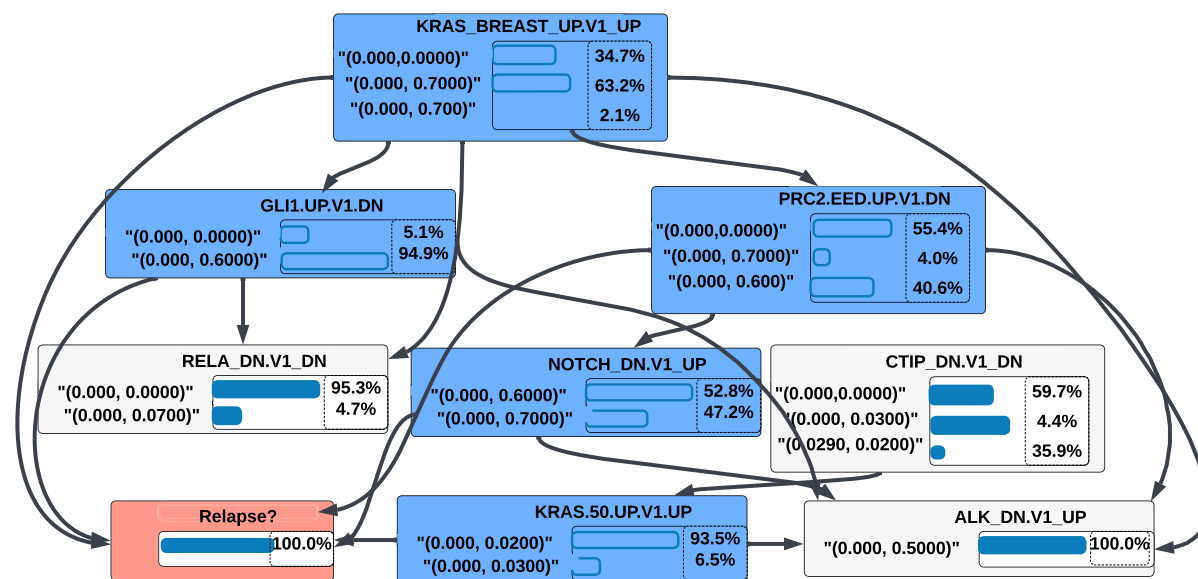 KRAS_BREAST_UP.V1_UP
"(0.000,0.0000)" 34.7%
"(0.000, 0.7000)" 63.2%
"(0.000, 0.700)" 2.1%
GLI1.UP.V1.DN
"(0.000, 0.0000)" 5.1%
"(0.000, 0.6000)" 94.9%
PRC2.EED.UP.V1.DN
"(0.000,0.0000)" 55.4%
"(0.000, 0.7000)" 4.0%
"(0.000, 0.600)" 40.6%
RELA_DN.V1_DN
"(0.000, 0.0000)" 95.3%
"(0.000, 0.0700)" 4.7%
NOTCH_DN.V1_UP
"(0.000, 0.6000)" 52.8%
"(0.000, 0.7000)" 47.2%
CTIP_DN.V1_DN
"(0.000,0.0000)" 59.7%
"(0.000, 0.0300)" 4.4%
"(0.0290, 0.0200)" 35.9%
Relapse?
100.0%
KRAS.50.UP.V1.UP
"(0.000, 0.0200)" 93.5%
"(0.000, 0.0300)" 6.5%
ALK_DN.V1_UP
"(0.000, 0.5000)" 100.0%